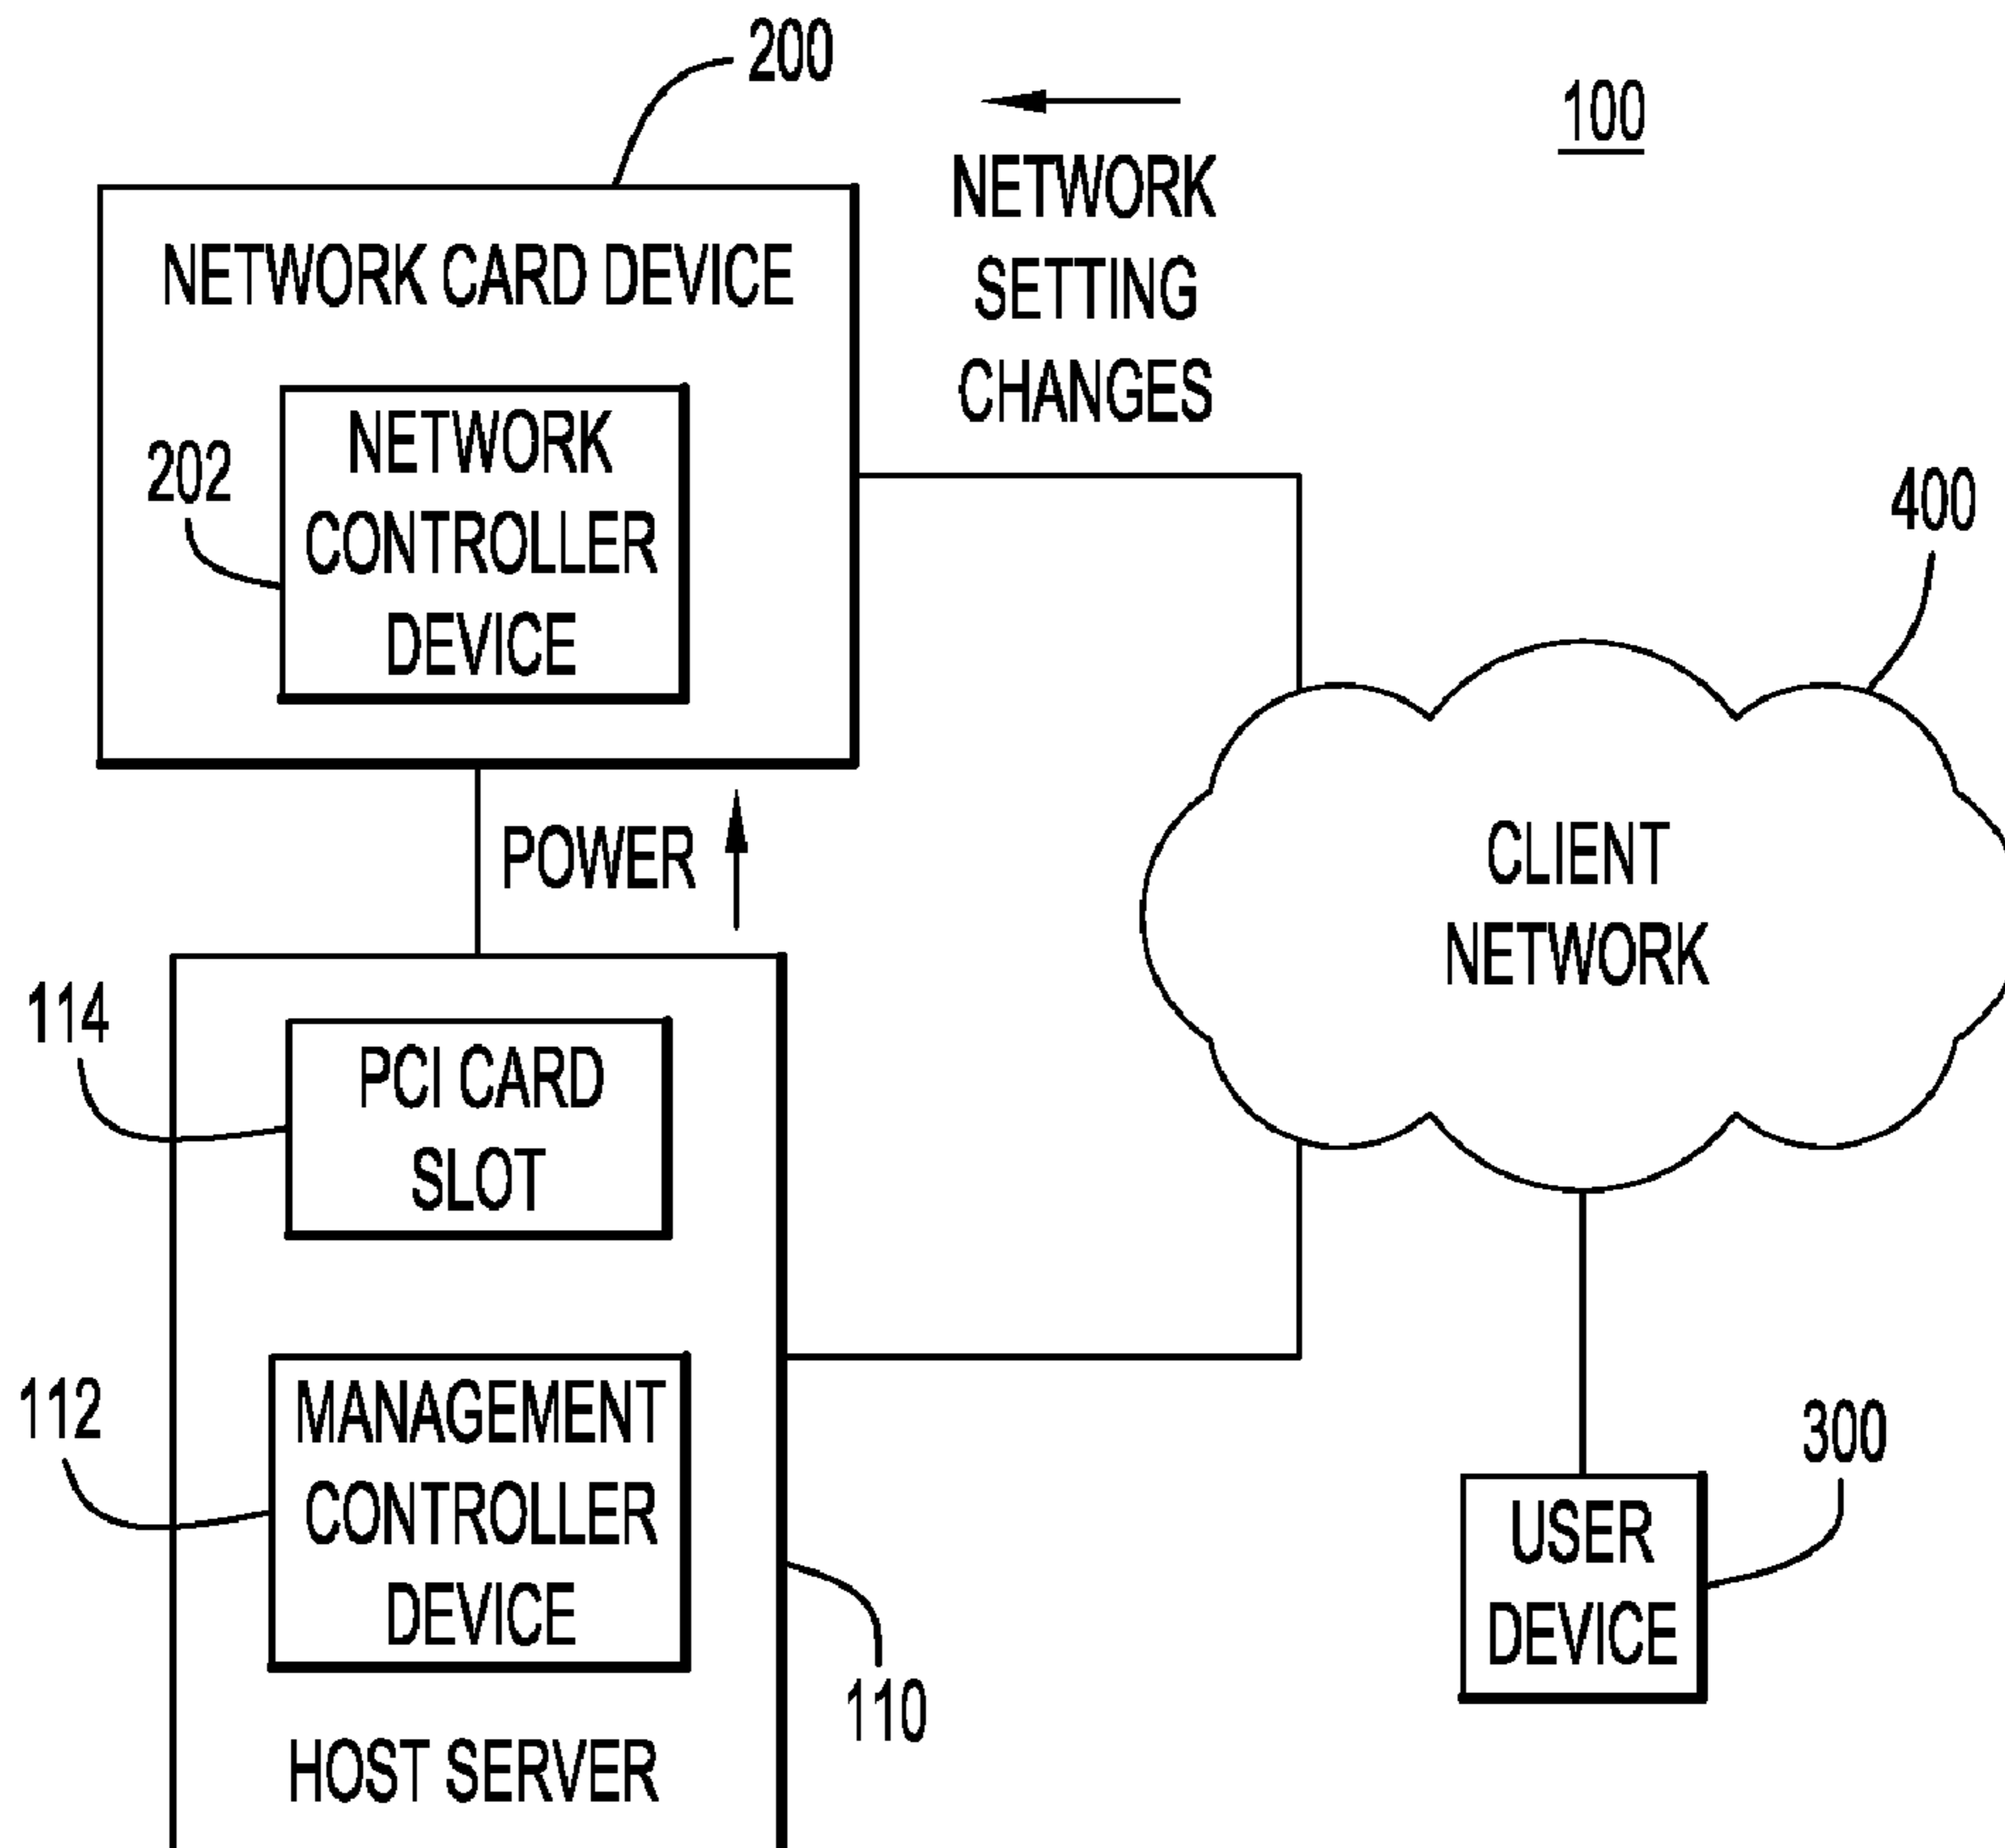 200
100
NETWORK
SETTING
CHANGES
NETWORK CARD DEVICE
NETWORK
CONTROLLER
DEVICE
202
400
POWER
CLIENT
NETWORK
114
PCI CARD
SLOT
112
MANAGEMENT
CONTROLLER
DEVICE
300
USER
DEVICE
110
HOST SERVER